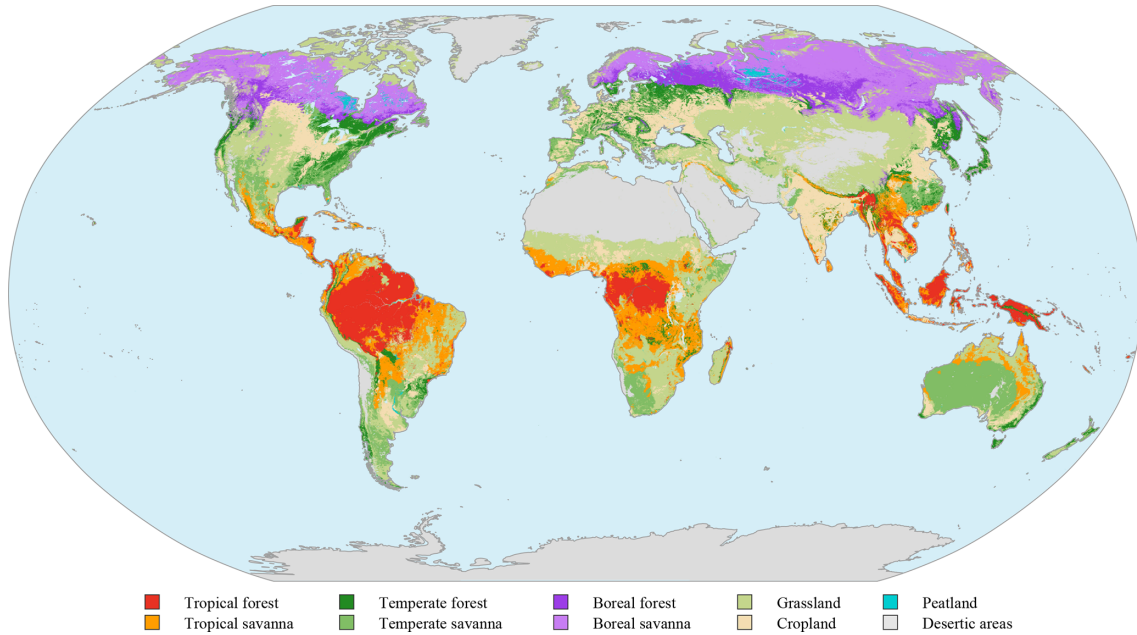 Tropical forest Temperate forest Boreal forest Grassland Peatland
Tropical savanna Temperate savanna Boreal savanna Cropland Desertic areas